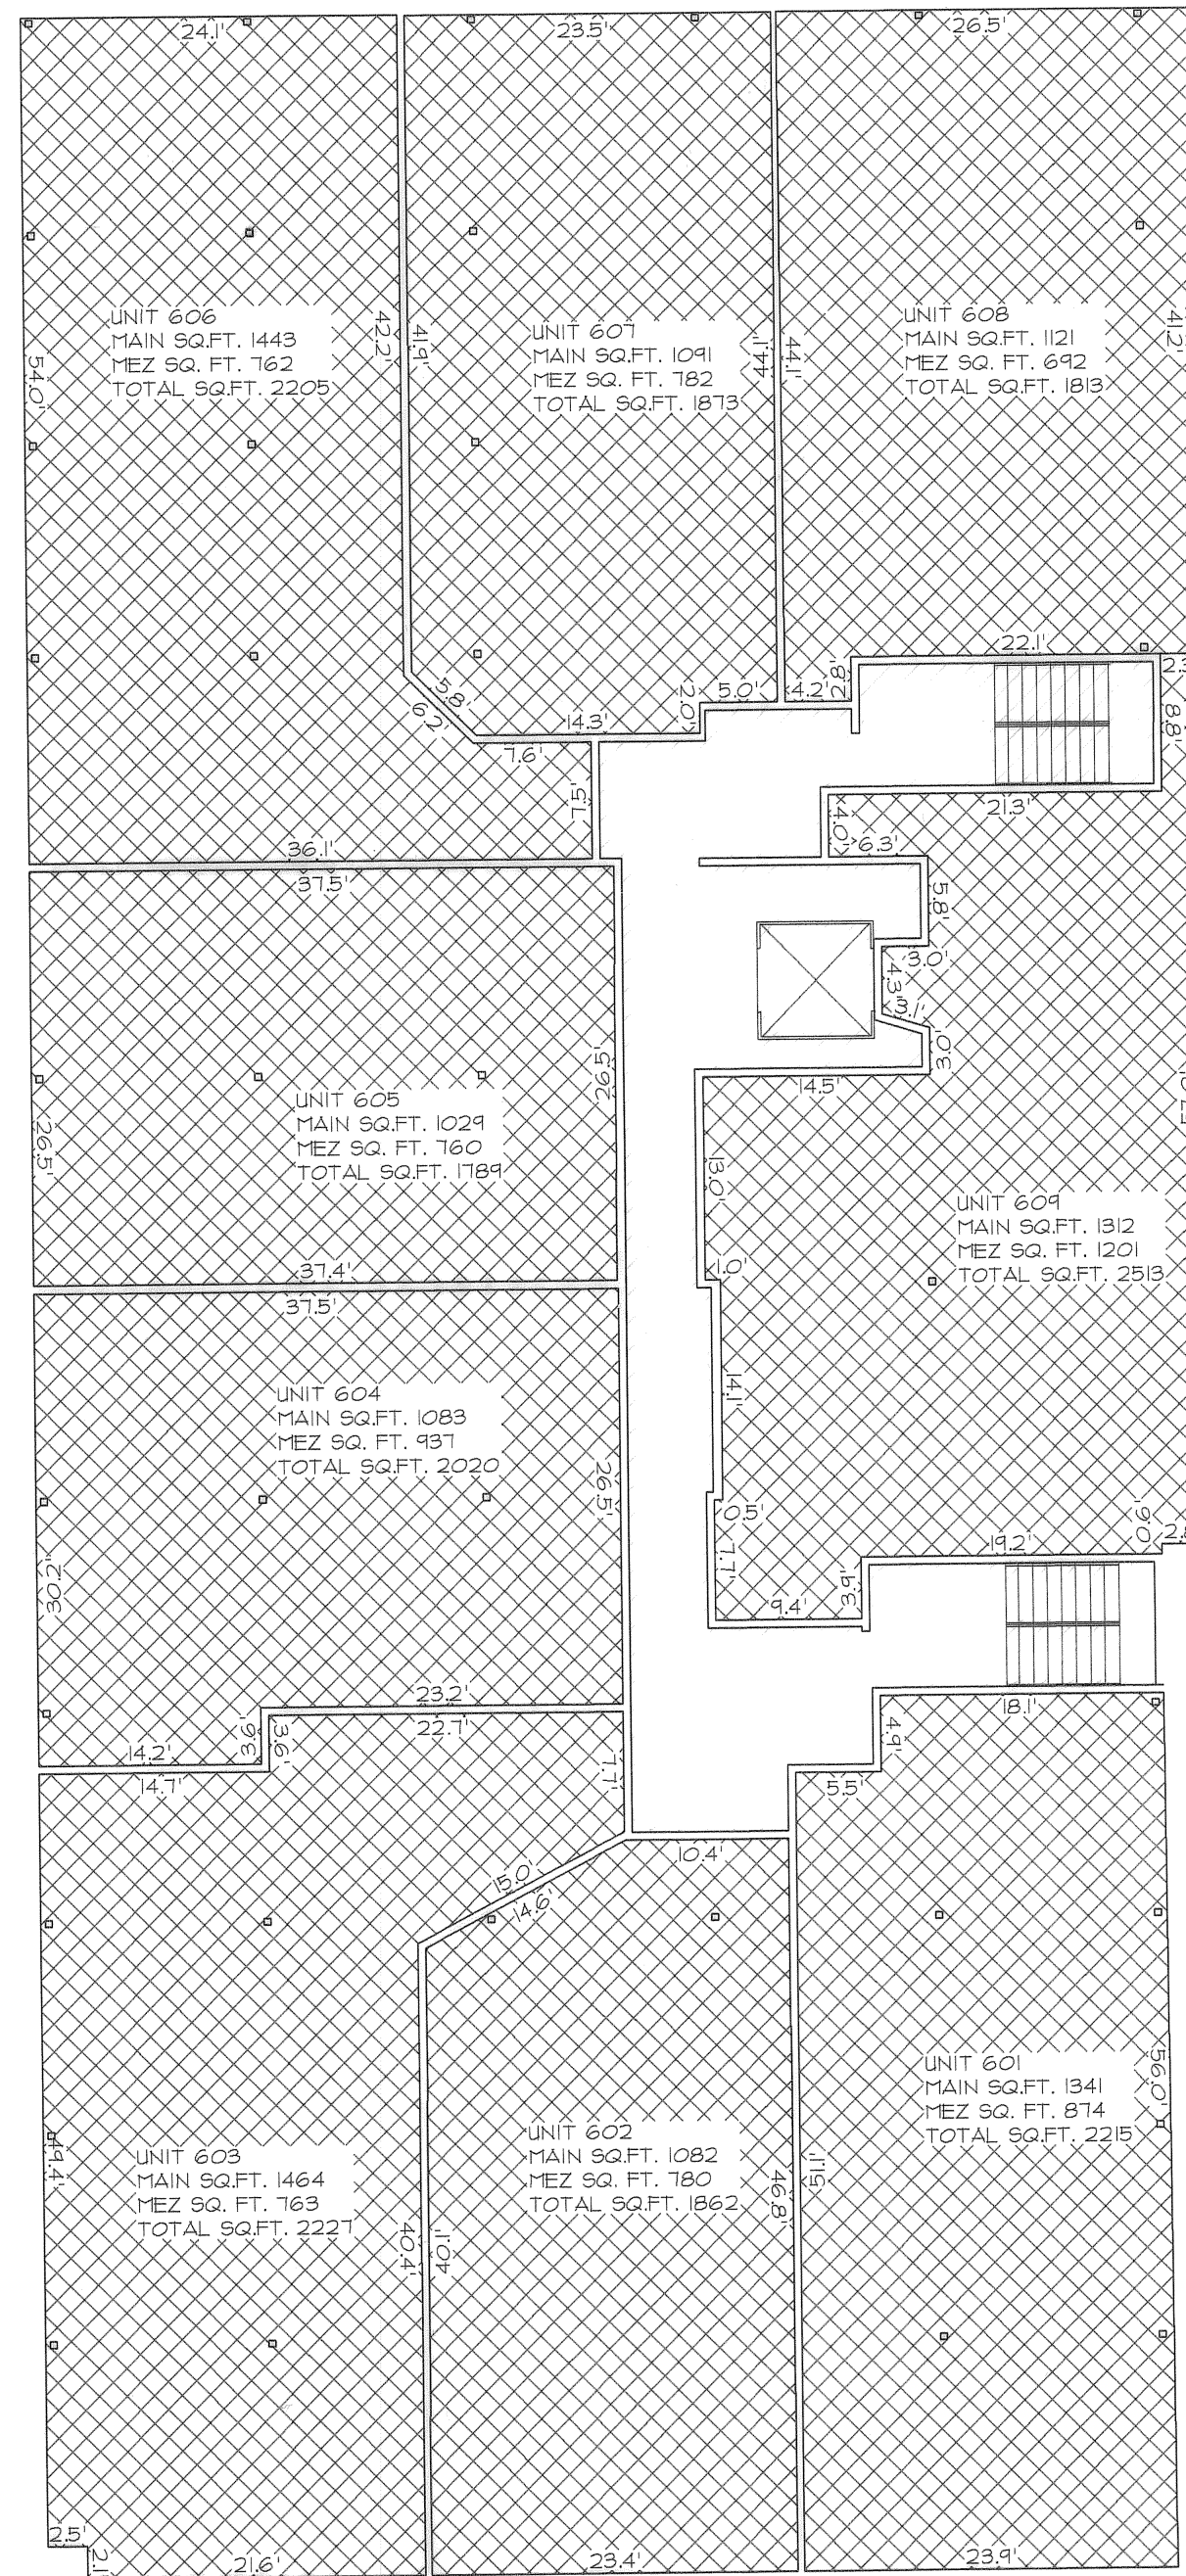 24.1'
23.5'
26.5'
UNIT 606
MAIN SQ.FT. 1443
MEZ SQ. FT. 762
TOTAL SQ.FT. 2205
54.0'
42.2'
41.9'
UNIT 607
MAIN SQ.FT. 1091
MEZ SQ. FT. 782
TOTAL SQ.FT. 1873
44.1'
44.1'
UNIT 608
MAIN SQ.FT. 1121
MEZ SQ. FT. 692
TOTAL SQ.FT. 1813
41.2'
5.8'
6.2'
14.3'
7.6'
2.0'
5.0'
4.2'
2.8'
22.1'
8.8'
7.5'
21.3'
4.0'
6.3'
36.1'
37.5'
5.8'
3.0'
4.3'
3.1'
3.0'
14.5'
26.5'
26.5'
UNIT 605
MAIN SQ.FT. 1029
MEZ SQ. FT. 760
TOTAL SQ.FT. 1789
13.0'
UNIT 609
MAIN SQ.FT. 1312
MEZ SQ. FT. 1201
TOTAL SQ.FT. 2513
1.0'
37.4'
37.5'
UNIT 604
MAIN SQ.FT. 1083
MEZ SQ. FT. 937
TOTAL SQ.FT. 2020
14.1'
26.5'
30.2'
0.5'
7.7'
19.2'
0.6'
9.4'
3.9'
23.2'
22.7'
3.6'
3.6'
14.2'
14.7'
7.7'
18.1'
4.9'
5.5'
10.4'
15.0'
14.6'
UNIT 601
MAIN SQ.FT. 1341
MEZ SQ. FT. 874
TOTAL SQ.FT. 2215
56.0'
UNIT 602
MAIN SQ.FT. 1082
MEZ SQ. FT. 780
TOTAL SQ.FT. 1862
46.8'
51.1'
UNIT 603
MAIN SQ.FT. 1464
MEZ SQ. FT. 763
TOTAL SQ.FT. 2227
49.4'
40.4'
40.1'
2.5'
2.1'
21.6'
23.4'
23.9'